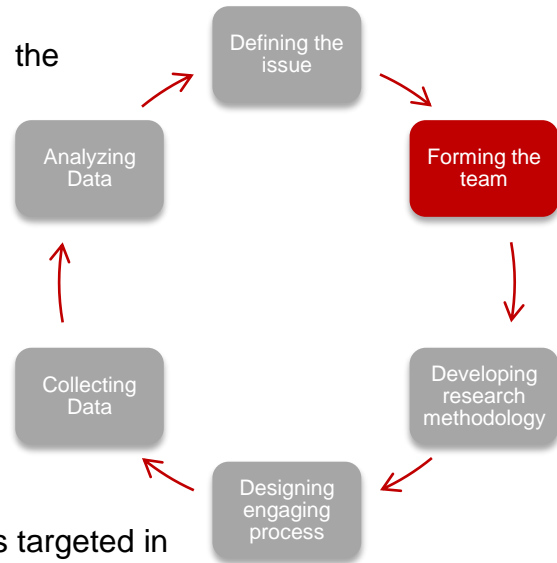 the
Defining the
issue
Forming the
team
Developing
research
methodology
Designing
engaging
process
Collecting
Data
Analyzing
Data
targeted in